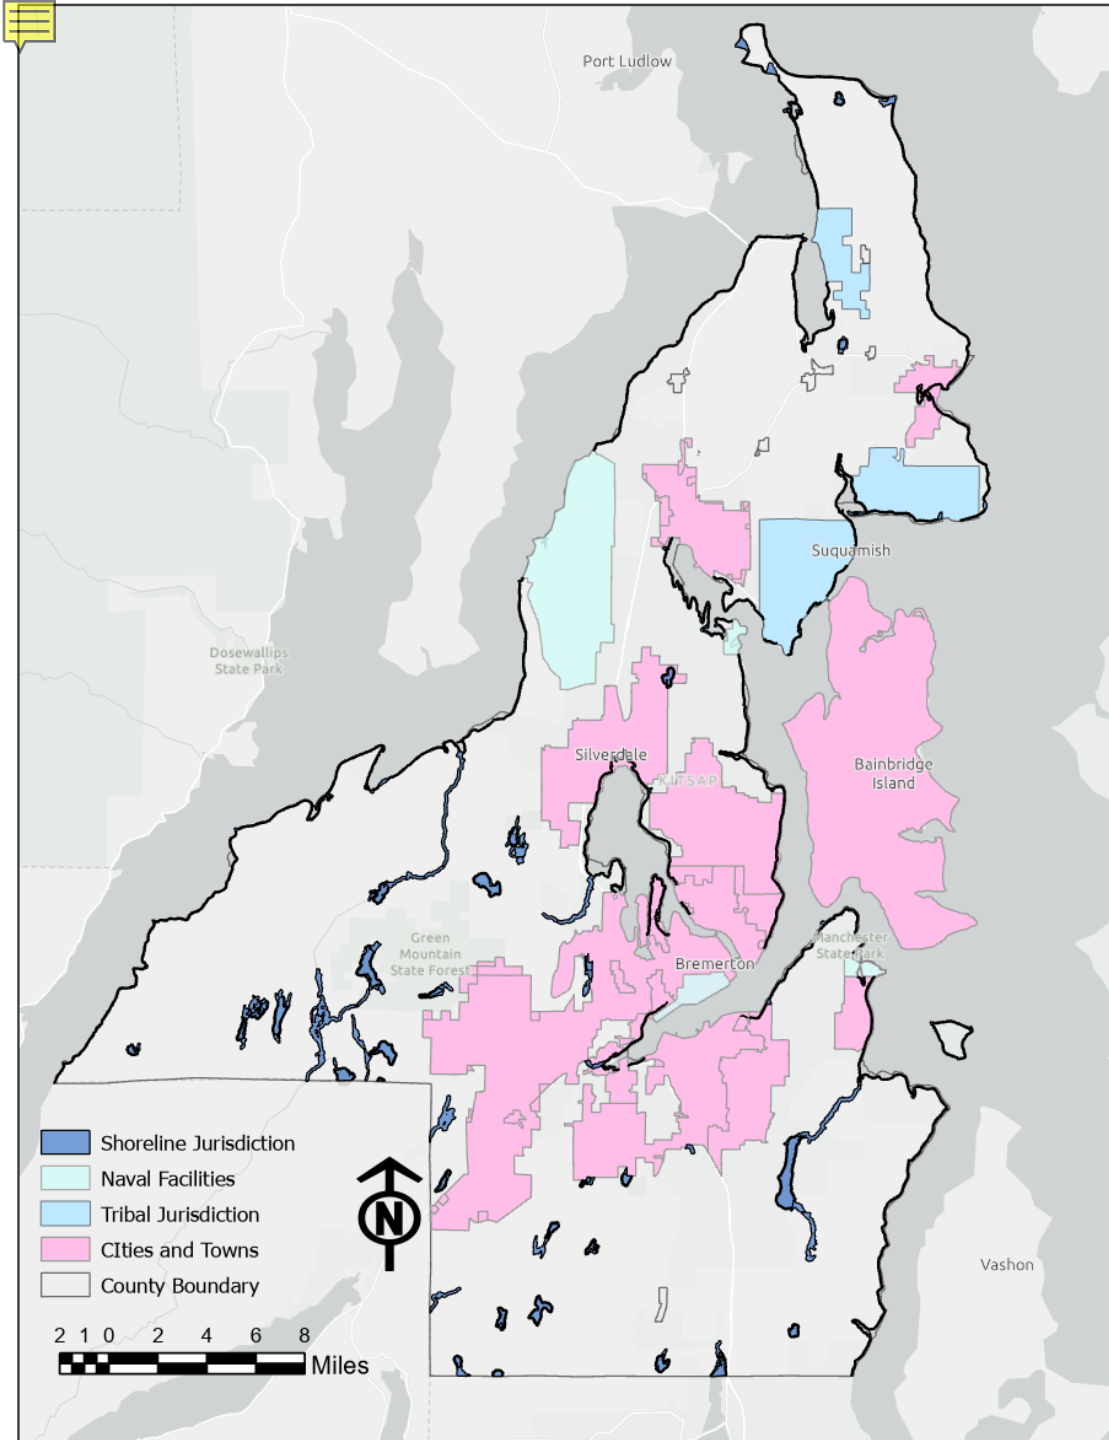 Port Ludlow
Suquamish
Dosewallips
State Park
Silverdale
KITSAP
Bainbridge
Island
Green
Mountain
State Forest
Manchester
State Park
Bremerton
Shoreline Jurisdiction
Naval Facilities
Tribal Jurisdiction
CIties and Towns
County Boundary
N
Vashon
2 1 0 2 4 6 8
Miles